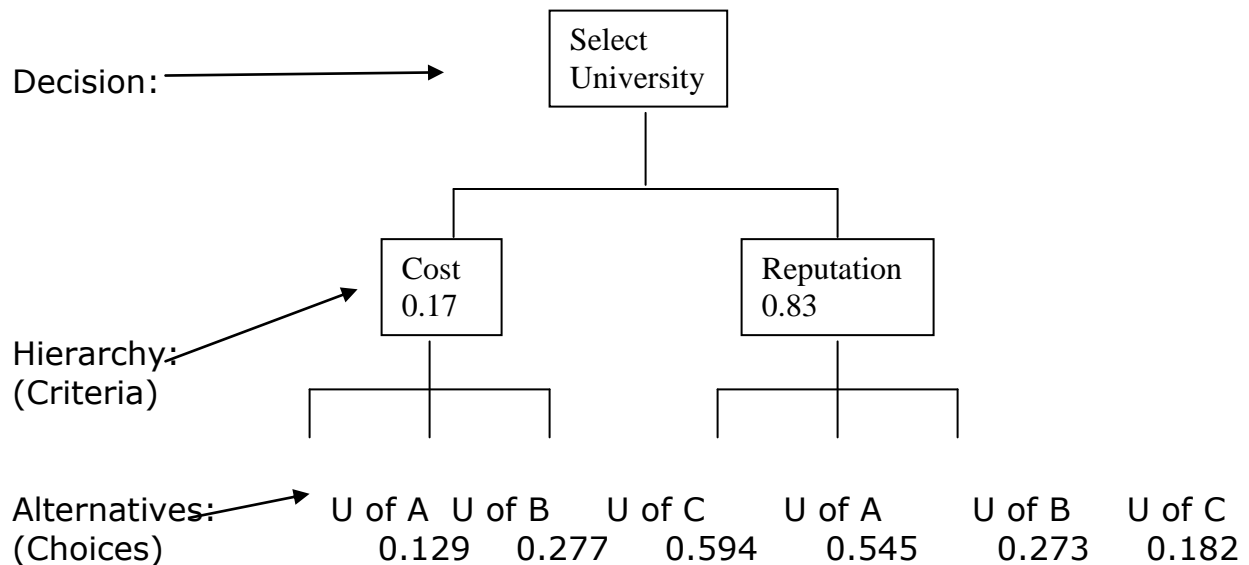 Select
University
Decision:
Cost
0.17
Reputation
0.83
Hierarchy:
(Criteria)
Alternatives: U of A U of B U of C U of A U of B U of C
(Choices) 0.129 0.277 0.594 0.545 0.273 0.182